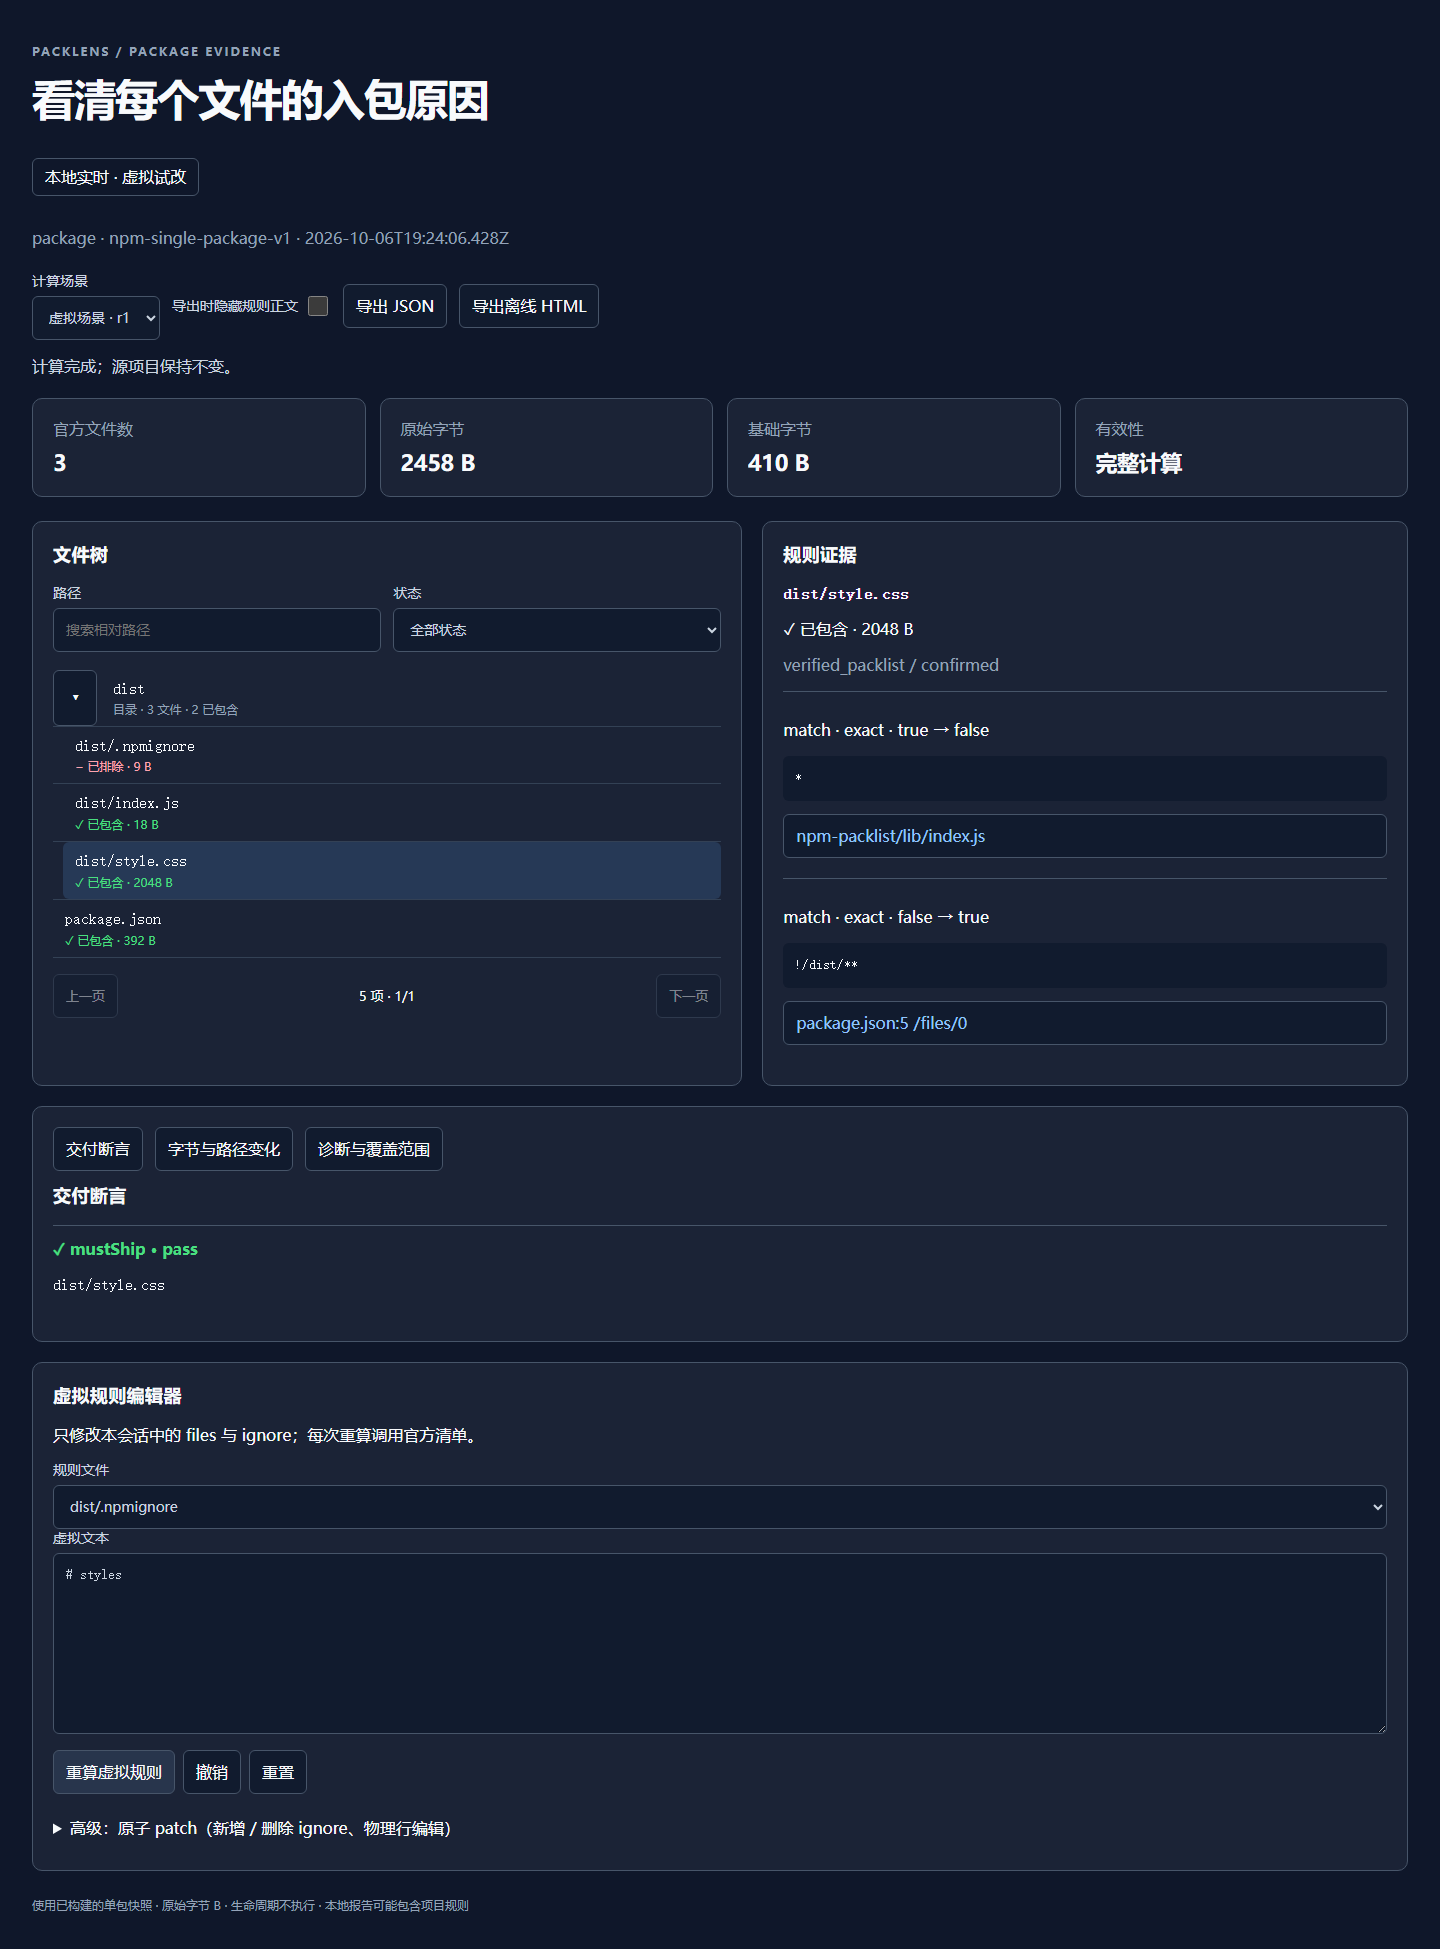 PACKLENS / PACKAGE EVIDENCE
看清每个文件的入包原因
本地实时 · 虚拟试改
package · npm-single-package-v1 · 2026-10-06T19:24:06.428Z
计算场景
虚拟场景 · r1
导出时隐藏规则正文
导出 JSON
导出离线 HTML
计算完成；源项目保持不变。
官方文件数
3
原始字节
2458 B
基础字节
410 B
有效性
完整计算
文件树
路径
状态
搜索相对路径
全部状态
▾
dist
目录 · 3 文件 · 2 已包含
dist/.npmignore
− 已排除 · 9 B
dist/index.js
✓ 已包含 · 18 B
dist/style.css
✓ 已包含 · 2048 B
package.json
✓ 已包含 · 392 B
上一页
5 项 · 1/1
下一页
规则证据
dist/style.css
✓ 已包含 · 2048 B
verified_packlist / confirmed
match · exact · true → false
*
npm-packlist/lib/index.js
match · exact · false → true
!/dist/**
package.json:5 /files/0
交付断言
字节与路径变化
诊断与覆盖范围
交付断言
✓ mustShip • pass
dist/style.css
虚拟规则编辑器
只修改本会话中的 files 与 ignore；每次重算调用官方清单。
规则文件
dist/.npmignore
虚拟文本
# styles
重算虚拟规则
撤销
重置
▶ 高级：原子 patch（新增 / 删除 ignore、物理行编辑）
使用已构建的单包快照 · 原始字节 B · 生命周期不执行 · 本地报告可能包含项目规则